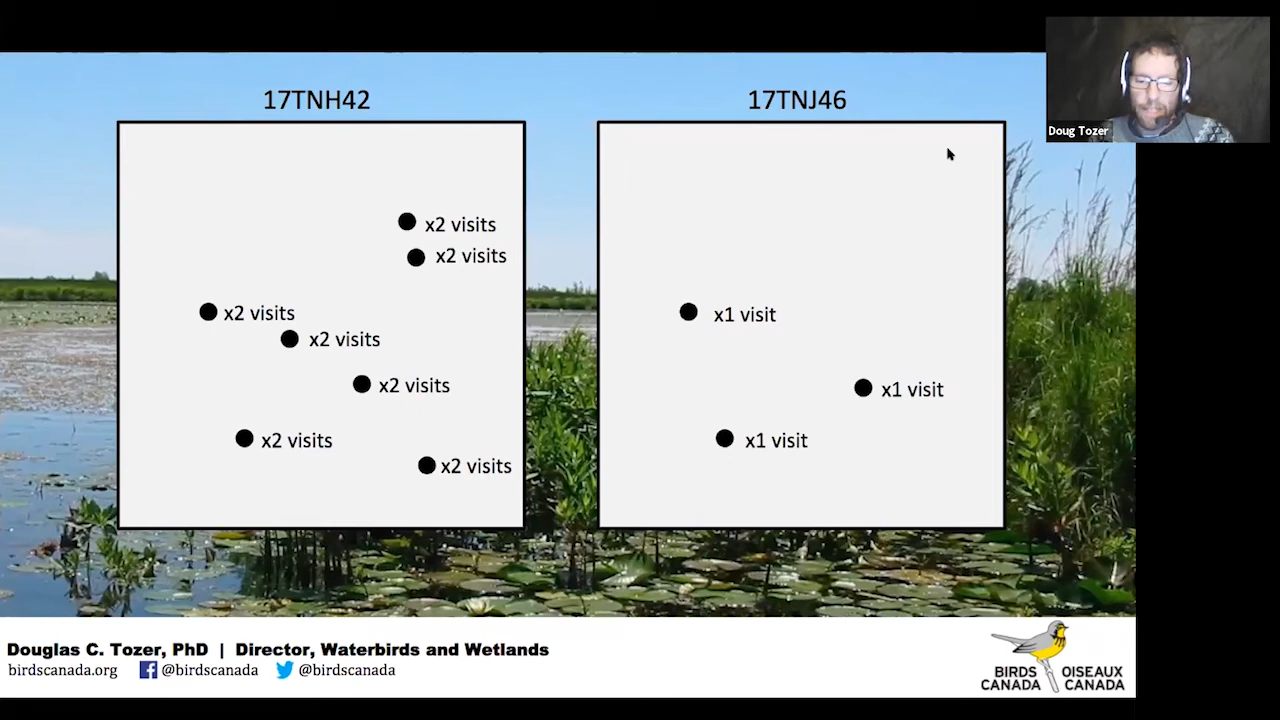 17TNH42
17TNJ46
Doug Tozer
x2 visits
x2 visits
x2 visits
x2 visits
x2 visits
x2 visits
x2 visits
x1 visit
x1 visit
x1 visit
Douglas C. Tozer, PhD | Director, Waterbirds and Wetlands
birdscanada.org @birdscanada @birdscanada
BIRDS CANADA
OISEAUX CANADA